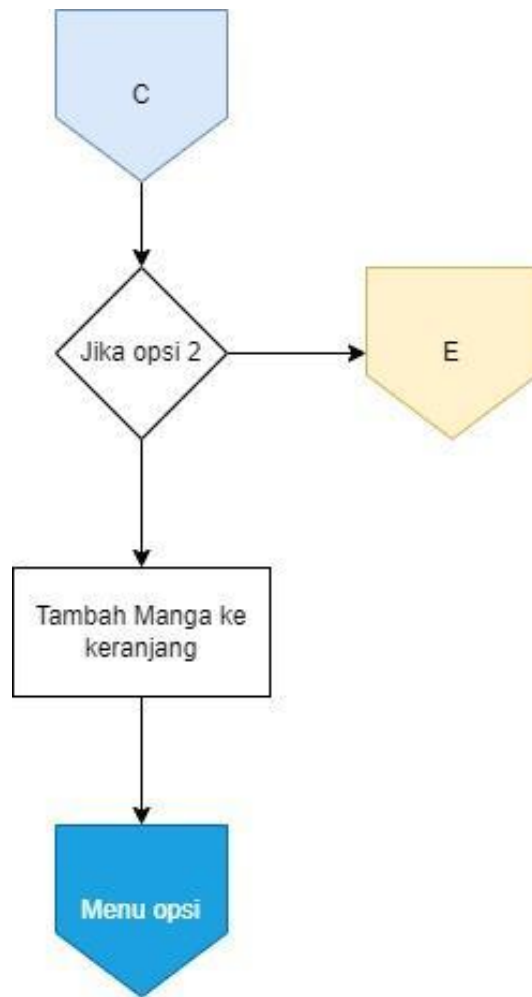 C
Jika opsi 2
E
Tambah Manga ke
keranjang
Menu opsi